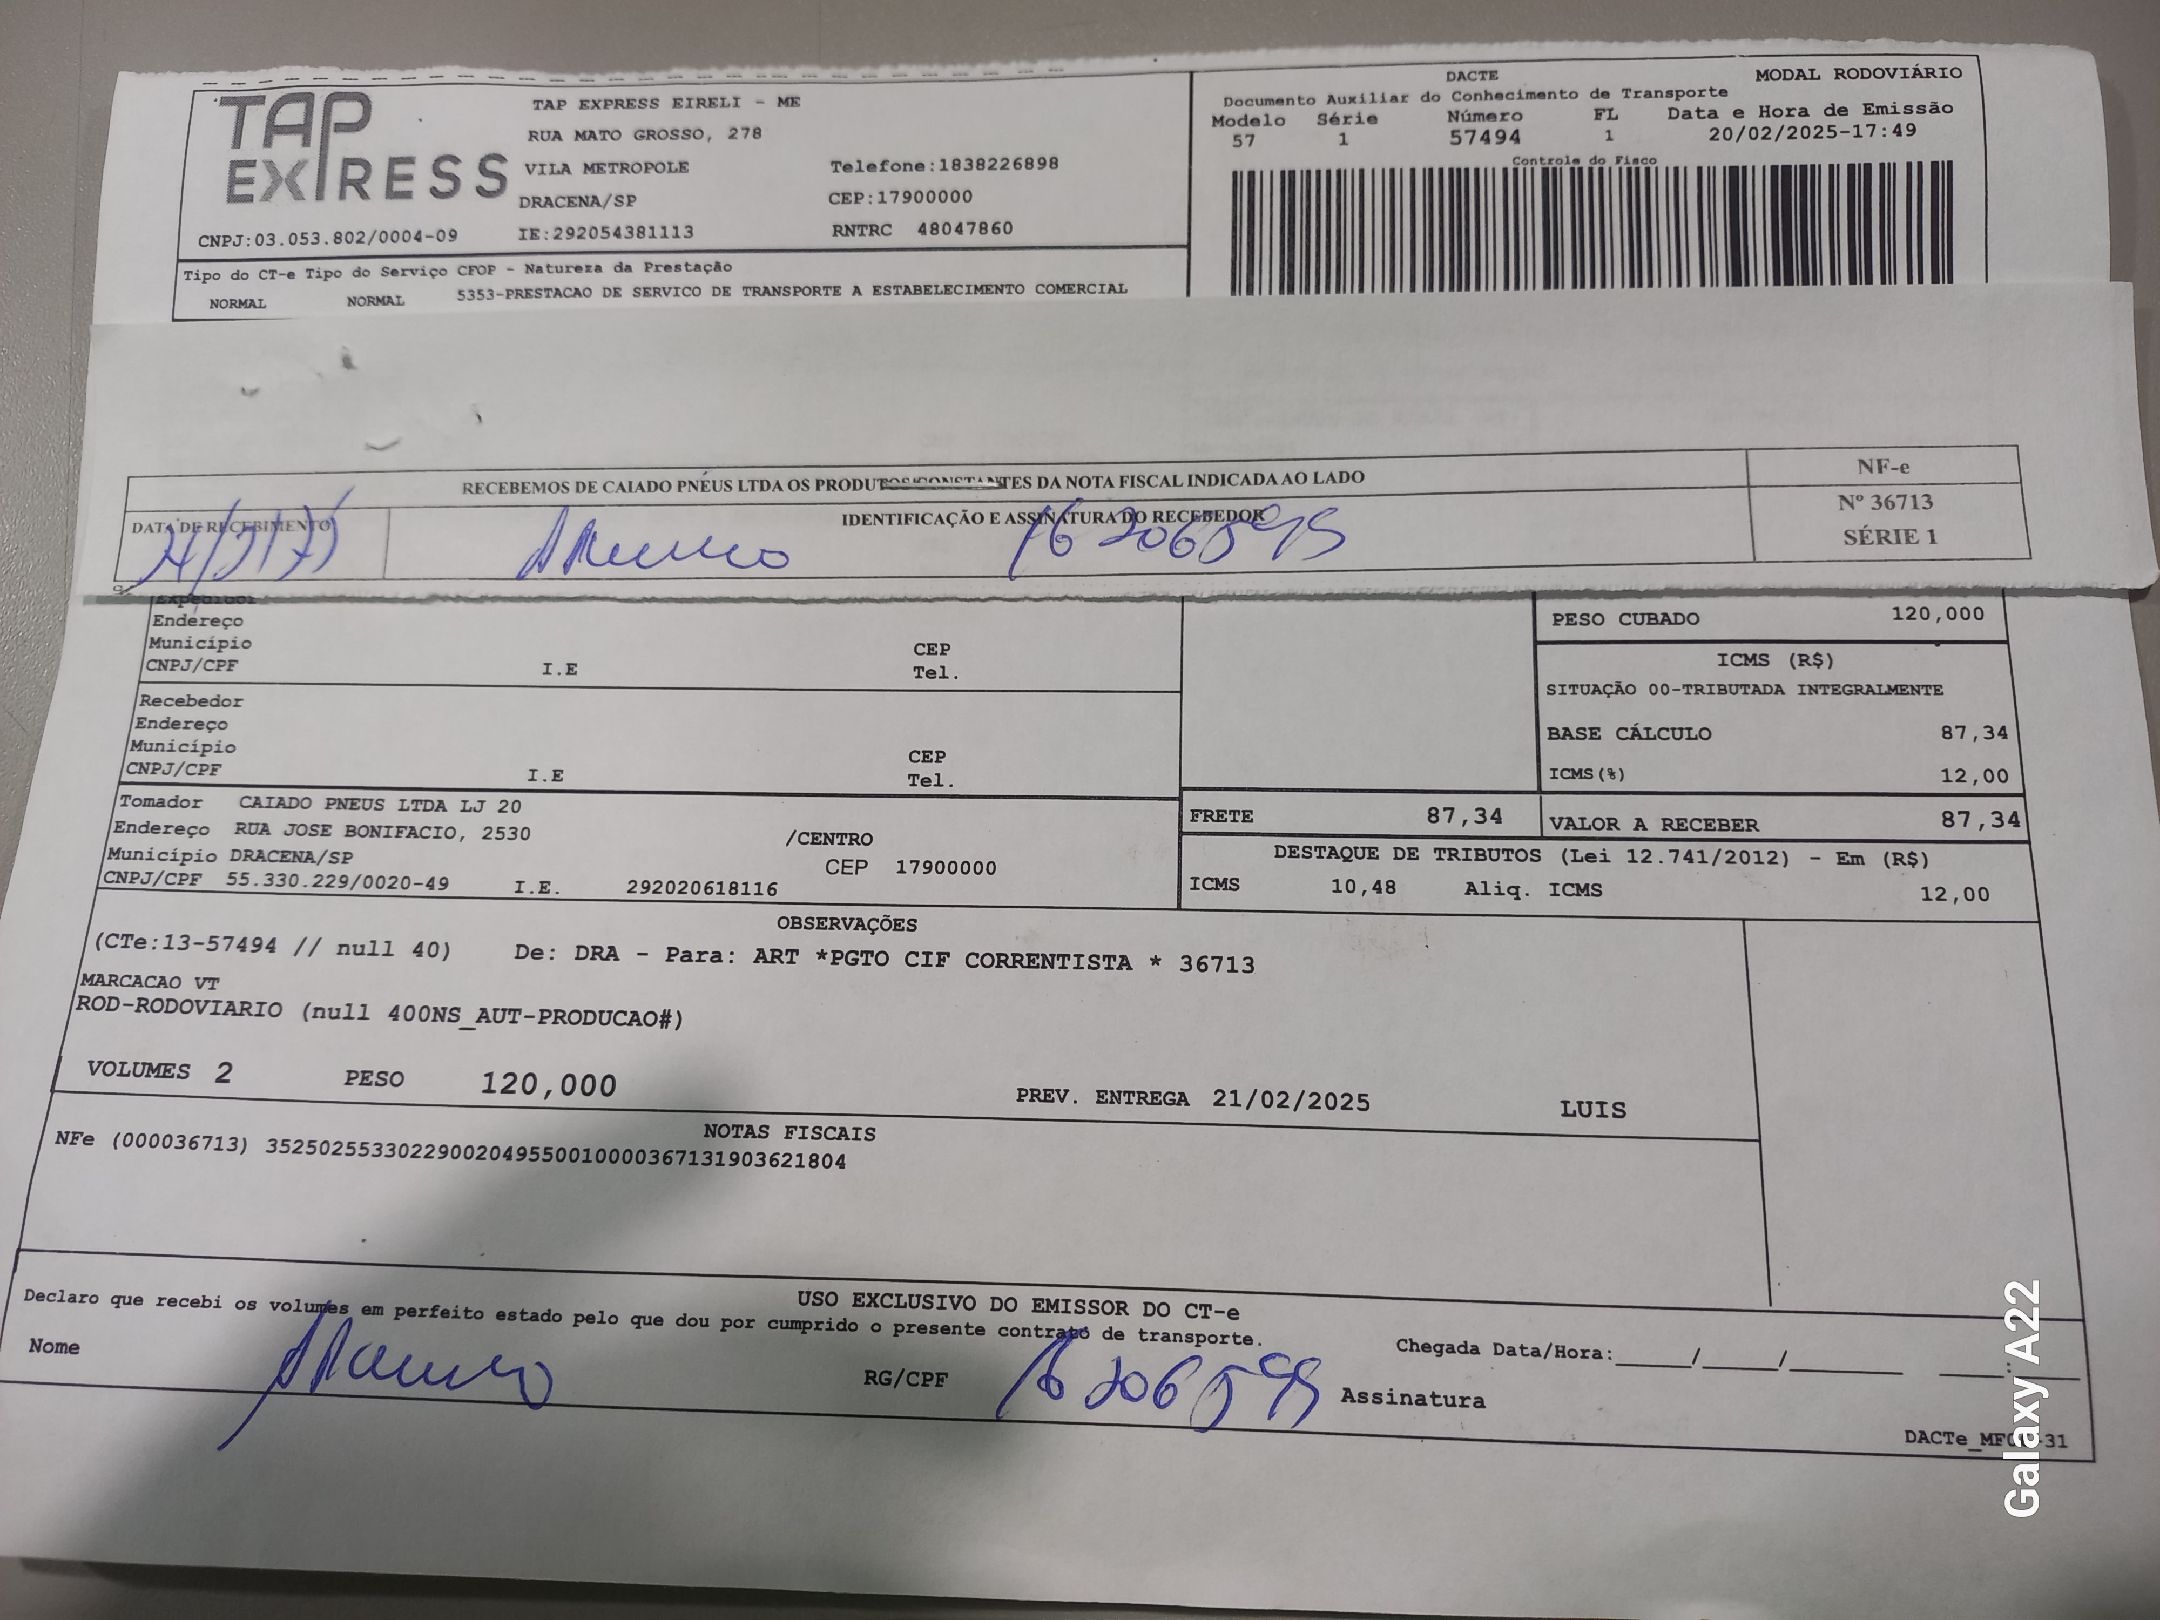 TAP EXPRESS
TAP EXPRESS EIRELI - ME
RUA MATO GROSSO, 278
VILA METROPOLE Telefone:1838226898
DRACENA/SP CEP:17900000
CNPJ:03.053.802/0004-09 IE:292054381113 RNTRC 48047860
Tipo do CT-e Tipo do Serviço CFOP - Natureza da Prestação
NORMAL NORMAL 5353-PRESTACAO DE SERVICO DE TRANSPORTE A ESTABELECIMENTO COMERCIAL
DACTE MODAL RODOVIÁRIO
Documento Auxiliar do Conhecimento de Transporte
Modelo Série Número FL Data e Hora de Emissão
57 1 57494 1 20/02/2025-17:49
Controle do Fisco
RECEBEMOS DE CAIADO PNEUS LTDA OS PRODUTOS CONSTANTES DA NOTA FISCAL INDICADA AO LADO
DATA DE RECEBIMENTO IDENTIFICAÇÃO E ASSINATURA DO RECEBEDOR
NF-e
Nº 36713
SÉRIE 1
Expedidor
Endereço
Município CEP
CNPJ/CPF I.E Tel.
Recebedor
Endereço
Município CEP
CNPJ/CPF I.E Tel.
Tomador CAIADO PNEUS LTDA LJ 20
Endereço RUA JOSE BONIFACIO, 2530 /CENTRO
Município DRACENA/SP CEP 17900000
CNPJ/CPF 55.330.229/0020-49 I.E. 292020618116
PESO CUBADO 120,000
ICMS (R$)
SITUAÇÃO 00-TRIBUTADA INTEGRALMENTE
BASE CÁLCULO 87,34
ICMS(%) 12,00
FRETE 87,34 VALOR A RECEBER 87,34
DESTAQUE DE TRIBUTOS (Lei 12.741/2012) - Em (R$)
ICMS 10,48 Aliq. ICMS 12,00
OBSERVAÇÕES
(CTe:13-57494 // null 40) De: DRA - Para: ART *PGTO CIF CORRENTISTA * 36713
MARCACAO VT
ROD-RODOVIARIO (null 400NS_AUT-PRODUCAO#)
VOLUMES 2 PESO 120,000 PREV. ENTREGA 21/02/2025 LUIS
NOTAS FISCAIS
NFe (000036713) 35250255330229002049550010000367131903621804
USO EXCLUSIVO DO EMISSOR DO CT-e
Declaro que recebi os volumes em perfeito estado pelo que dou por cumprido o presente contrato de transporte.
Nome RG/CPF Assinatura
Chegada Data/Hora:_____/_____/_______ ____:____
Galaxy A22